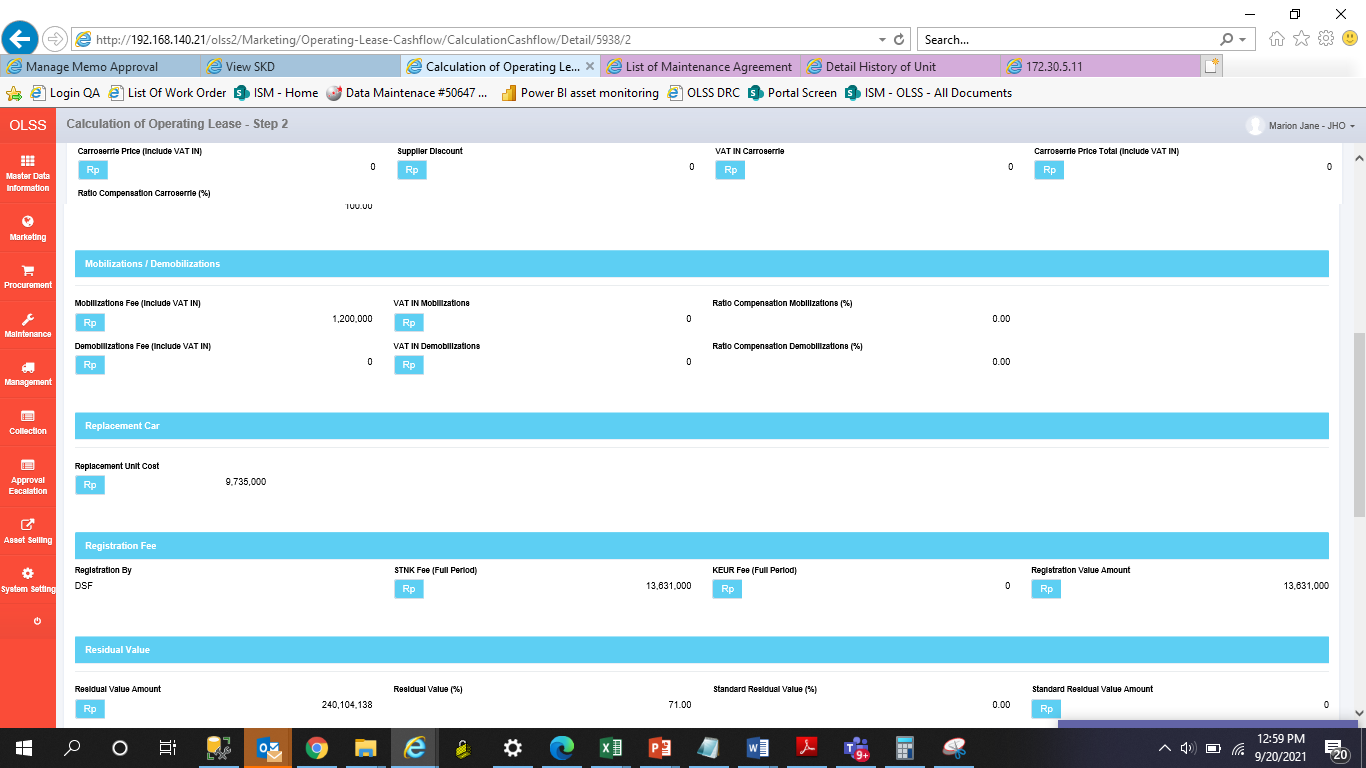 http://192.168.140.21/olss2/Marketing/Operating-Lease-Cashflow/CalculationCashflow/Detail/5938/2
Search...
Manage Memo Approval
View SKD
Calculation of Operating Le...
List of Maintenance Agreement
Detail History of Unit
172.30.5.11
Login QA
List Of Work Order
ISM - Home
Data Maintenace #50647 ...
Power BI asset monitoring
OLSS DRC
Portal Screen
ISM - OLSS - All Documents
OLSS
Calculation of Operating Lease - Step 2
Marion Jane - JHO
Master Data
Information
Marketing
Procurement
Maintenance
Management
Collection
Approval
Escalation
Asset Selling
System Setting
Carroserrie Price (Include VAT IN)
Supplier Discount
VAT IN Carroserrie
Carroserrie Price Total (Include VAT IN)
Rp 0
Rp 0
Rp 0
Rp 0
Ratio Compensation Carroserrie (%)
100.00
Mobilizations / Demobilizations
Mobilizations Fee (Include VAT IN)
VAT IN Mobilizations
Ratio Compensation Mobilizations (%)
Rp 1,200,000
Rp 0
0.00
Demobilizations Fee (Include VAT IN)
VAT IN Demobilizations
Ratio Compensation Demobilizations (%)
Rp 0
Rp 0
0.00
Replacement Car
Replacement Unit Cost
Rp 9,735,000
Registration Fee
Registration By
STNK Fee (Full Period)
KEUR Fee (Full Period)
Registration Value Amount
DSF
Rp 13,631,000
Rp 0
Rp 13,631,000
Residual Value
Residual Value Amount
Residual Value (%)
Standard Residual Value (%)
Standard Residual Value Amount
Rp 240,104,138
71.00
0.00
Rp 0
9+
12:59 PM
9/20/2021
20